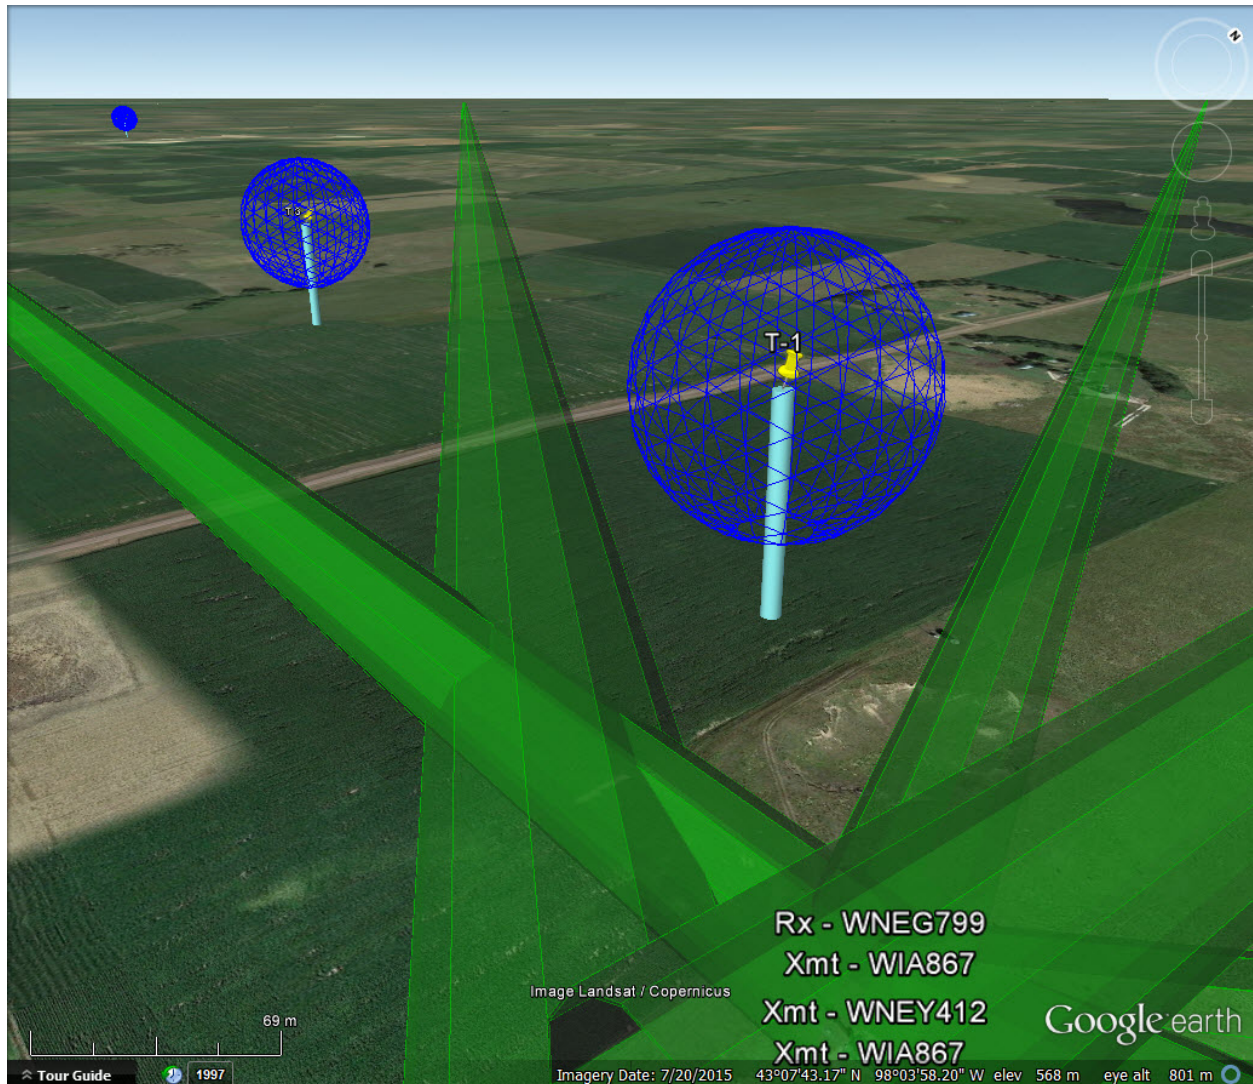 N
T3
T-1
Rx - WNEG799
Xmt - WIA867
Image Landsat / Copernicus
Xmt - WNEY412
Google earth
Xmt - WIA867
69 m
Tour Guide
1997
Imagery Date: 7/20/2015 43°07'43.17" N 98°03'58.20" W elev 568 m eye alt 801 m